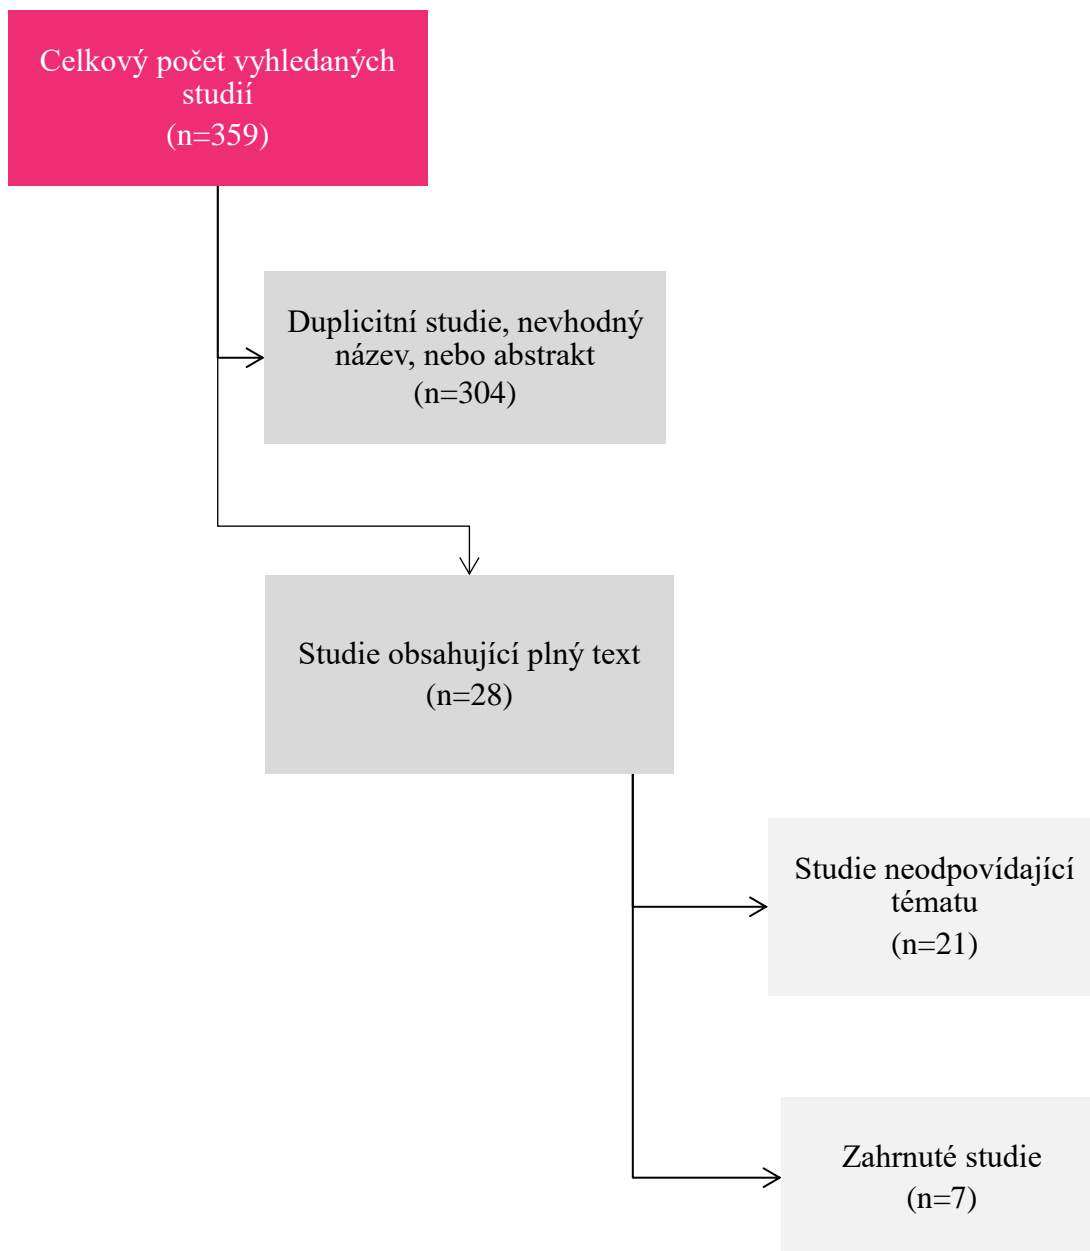 Celkový počet vyhledaných
studií
(n=359)
Duplicitní studie, nevhodný
název, nebo abstrakt
(n=304)
Studie obsahující plný text
(n=28)
Studie neodpovídající
tématu
(n=21)
Zahrnuté studie
(n=7)